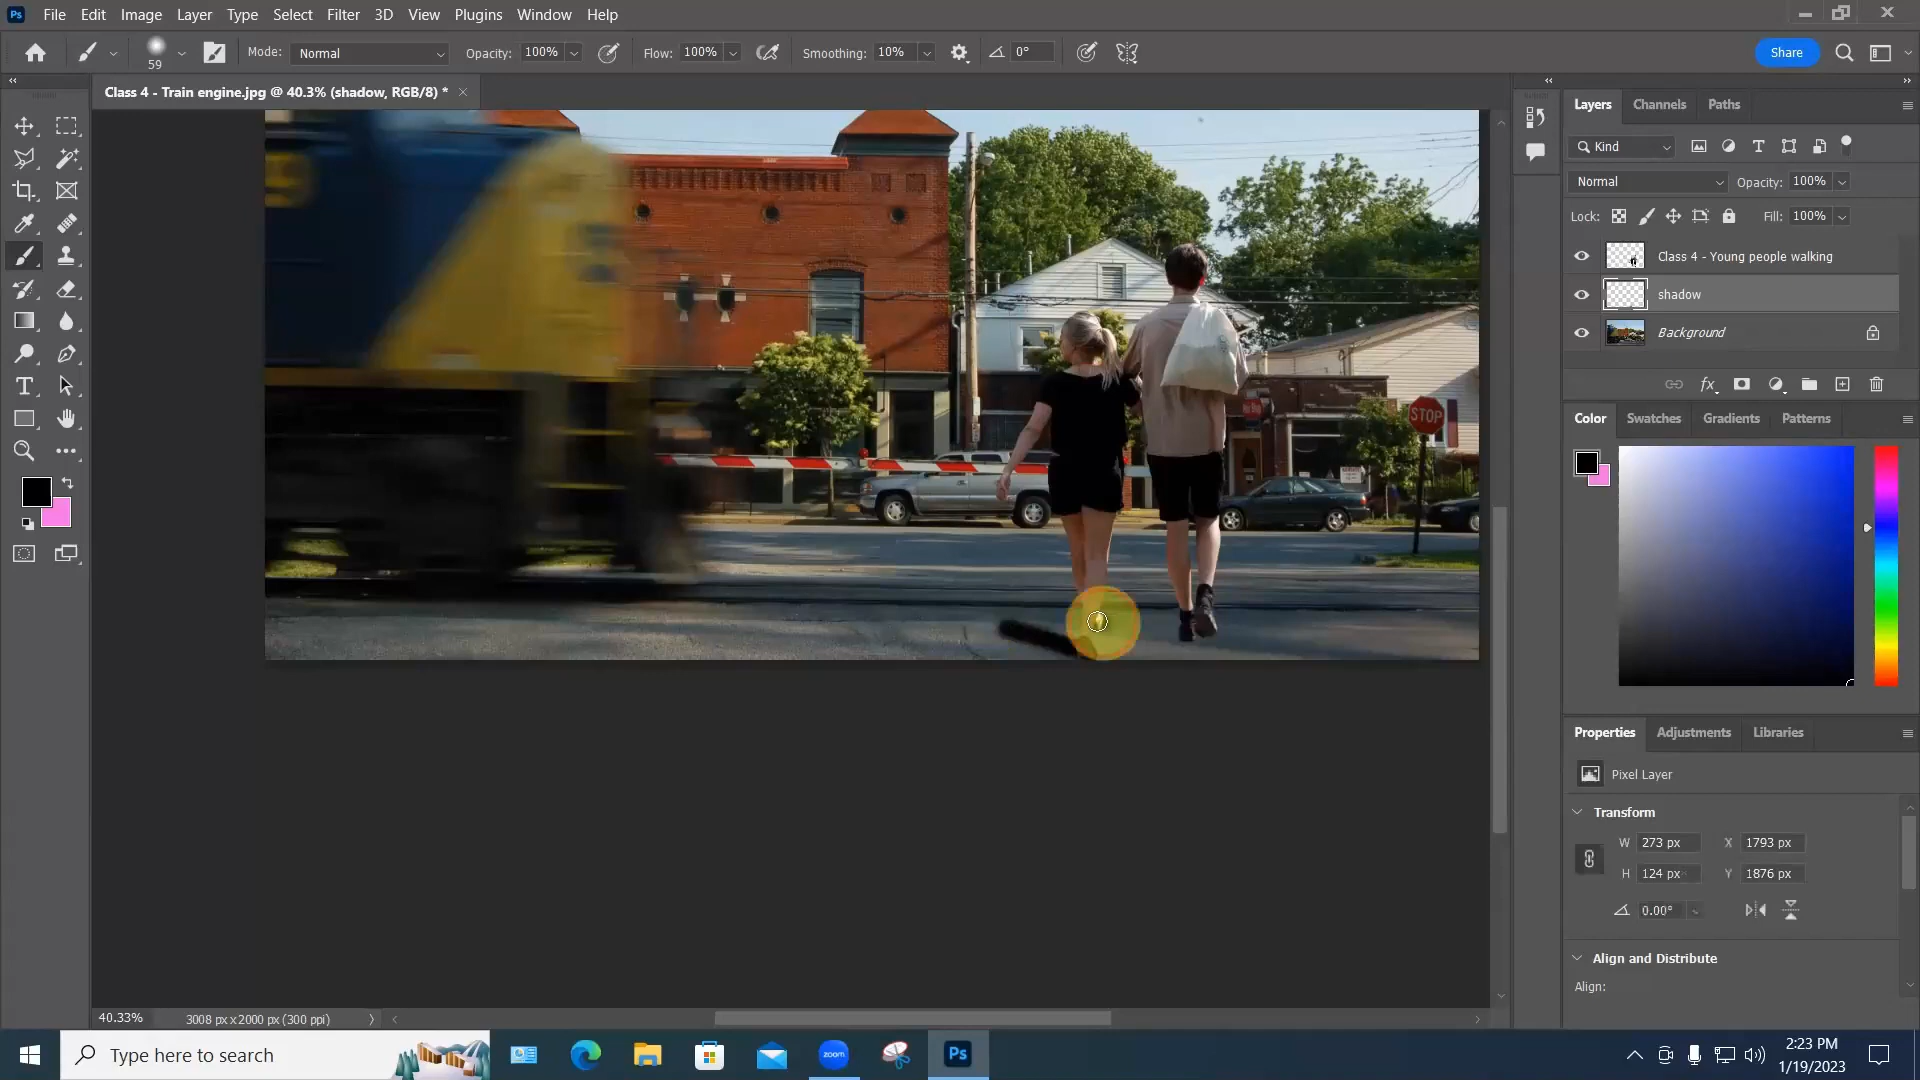 Ps File Edit Image Layer Type Select Filter 3D View Plugins Window Help
59 Mode: Normal Opacity: 100% Flow: 100% Smoothing: 10% 0° Share
Class 4 - Train engine.jpg @ 40.3% (shadow, RGB/8) *
Layers Channels Paths
Kind
Normal Opacity: 100%
Lock: Fill: 100%
Class 4 - Young people walking
shadow
Background
fx
Color Swatches Gradients Patterns
STOP
Properties Adjustments Libraries
Pixel Layer
Transform
W 273 px X 1793 px
H 124 px Y 1876 px
0.00°
Align and Distribute
Align:
40.33% 3008 px x 2000 px (300 ppi)
Type here to search
zoom
Ps
2:23 PM
1/19/2023